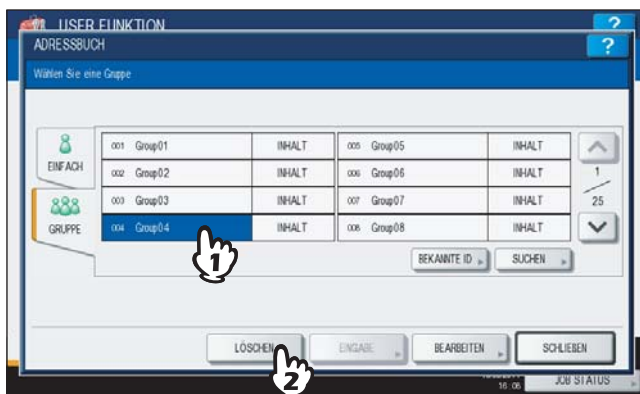 USER FUNKTION
?
ADRESSBUCH
?
Wählen Sie eine Gruppe
EINFACH
GRUPPE
001 Group01 INHALT 005 Group05 INHALT
002 Group02 INHALT 006 Group06 INHALT
003 Group03 INHALT 007 Group07 INHALT
004 Group04 INHALT 008 Group08 INHALT
1
25
1
BEKANNTE ID SUCHEN
LÖSCHEN EINGABE BEARBEITEN SCHLIEßEN
2
JOB STATUS